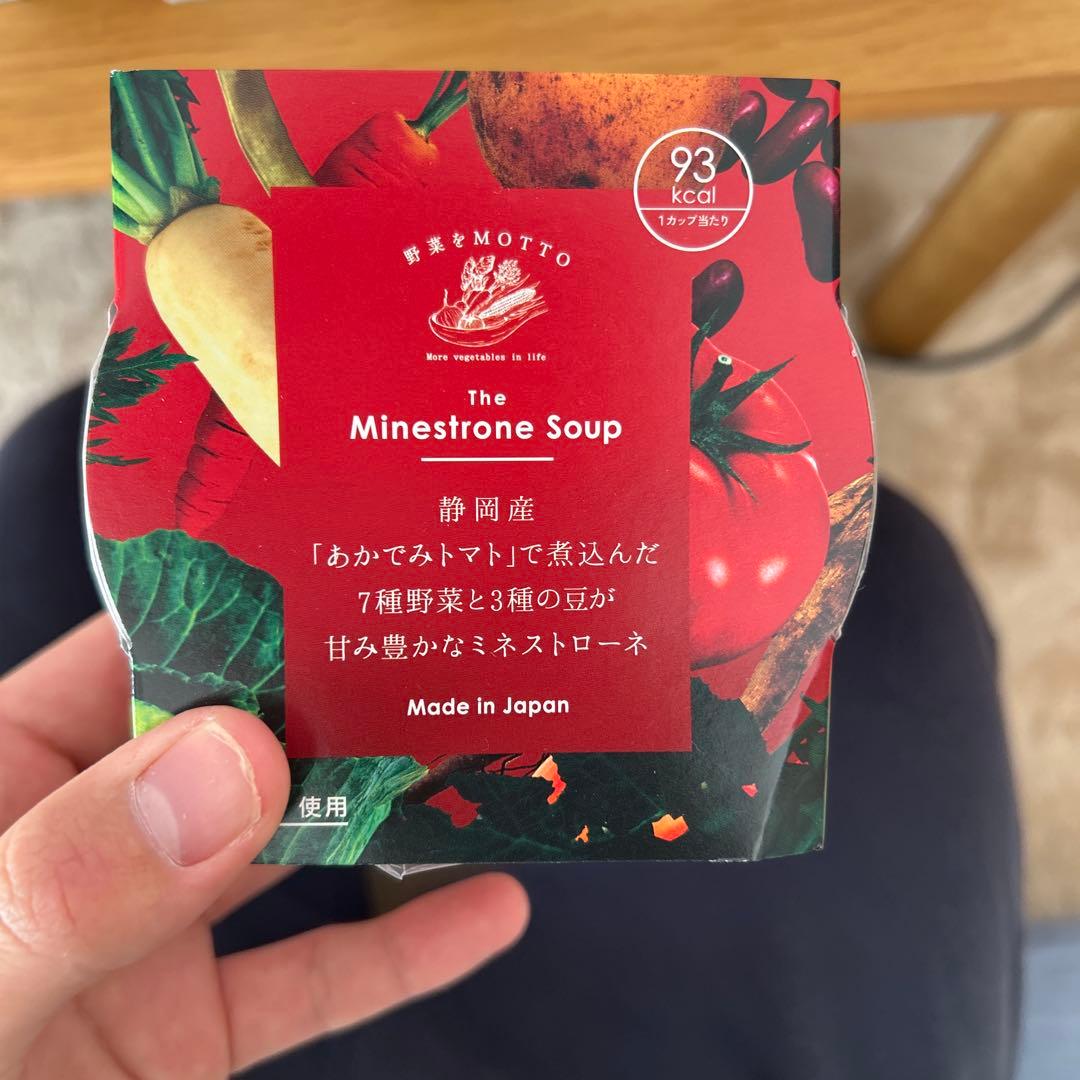 93
kcal
1カップ当たり
野菜をMOTTO
More vegetables in life
The
Minestrone Soup
静岡産
「あかでみトマト」で煮込んだ
7種野菜と3種の豆が
甘み豊かなミネストローネ
Made in Japan
使用